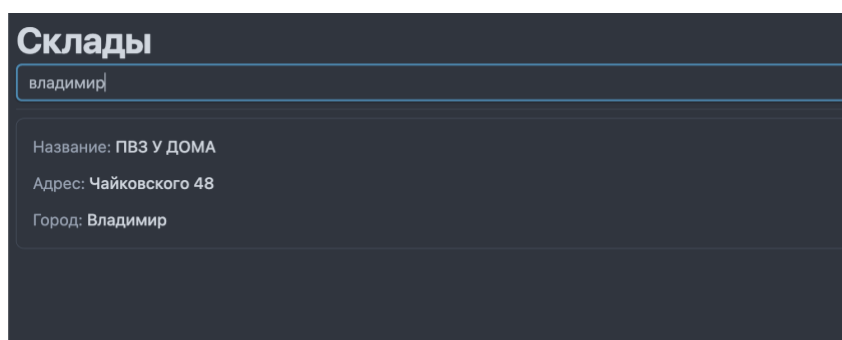 Склады
владимир
Название: ПВЗ У ДОМА
Адрес: Чайковского 48
Город: Владимир